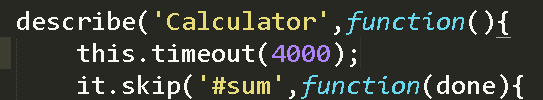 describe('Calculator',function(){
this.timeout(4000);
it.skip('#sum',function(done){